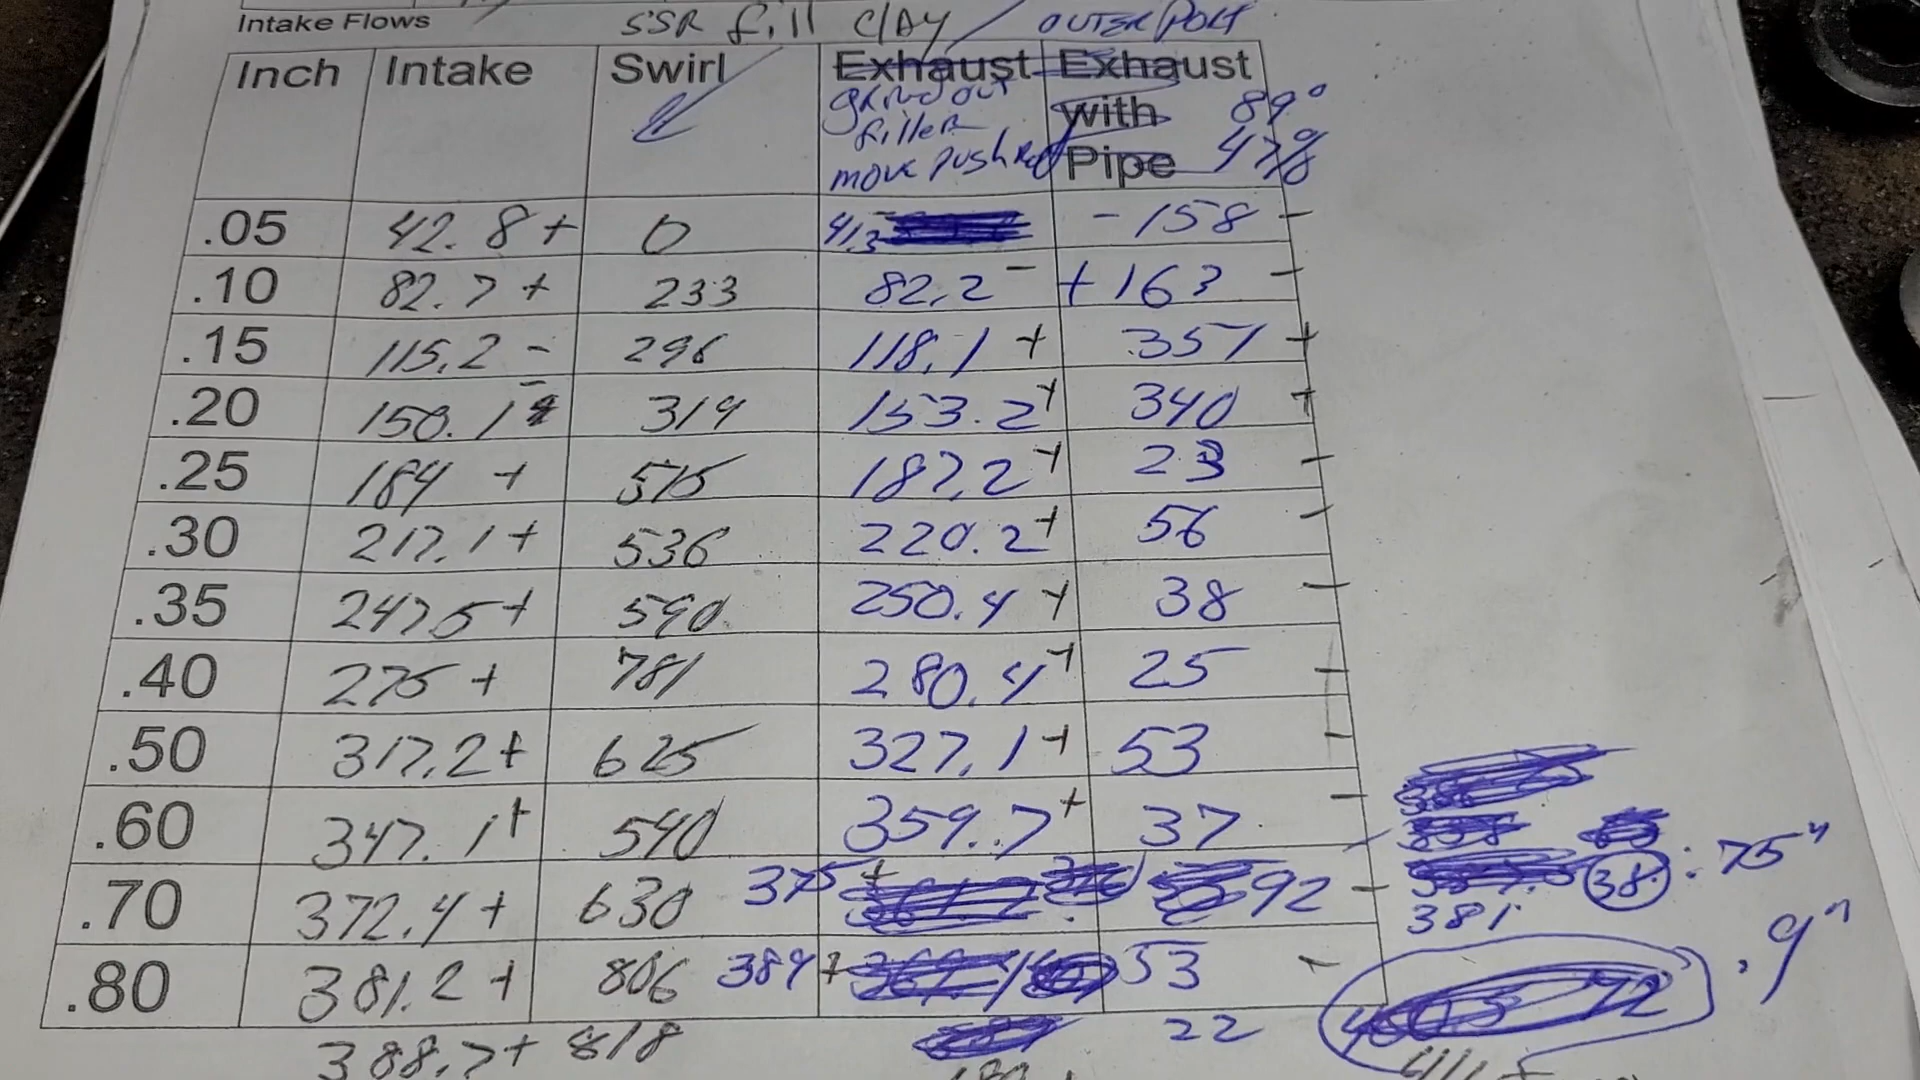 Intake Flows SSR fill clay / OUTER PORT
Inch Intake Swirl Exhaust Exhaust
grind out with 89°
filler Pipe 47%
move pushrod
.05 42.8+ 0 41.3 -158 -
.10 82.7+ 233 82.2- +163 -
.15 115.2- 296 118.1+ 357 +
.20 150.1- 319 153.2+ 340 +
.25 184+ 515 187.2+ 23 -
.30 217.1+ 536 220.2+ 56 -
.35 247.5+ 590 250.4+ 38 -
.40 275+ 781 280.4+ 25 -
.50 317.2+ 625 327.1+ 53 -
.60 347.1+ 540 359.7+ 37 -
.70 372.4+ 630 375+ 92 - 38 : 75"
381
.80 381.2+ 806 384+ 53 - .9"
388.7+ 818 22